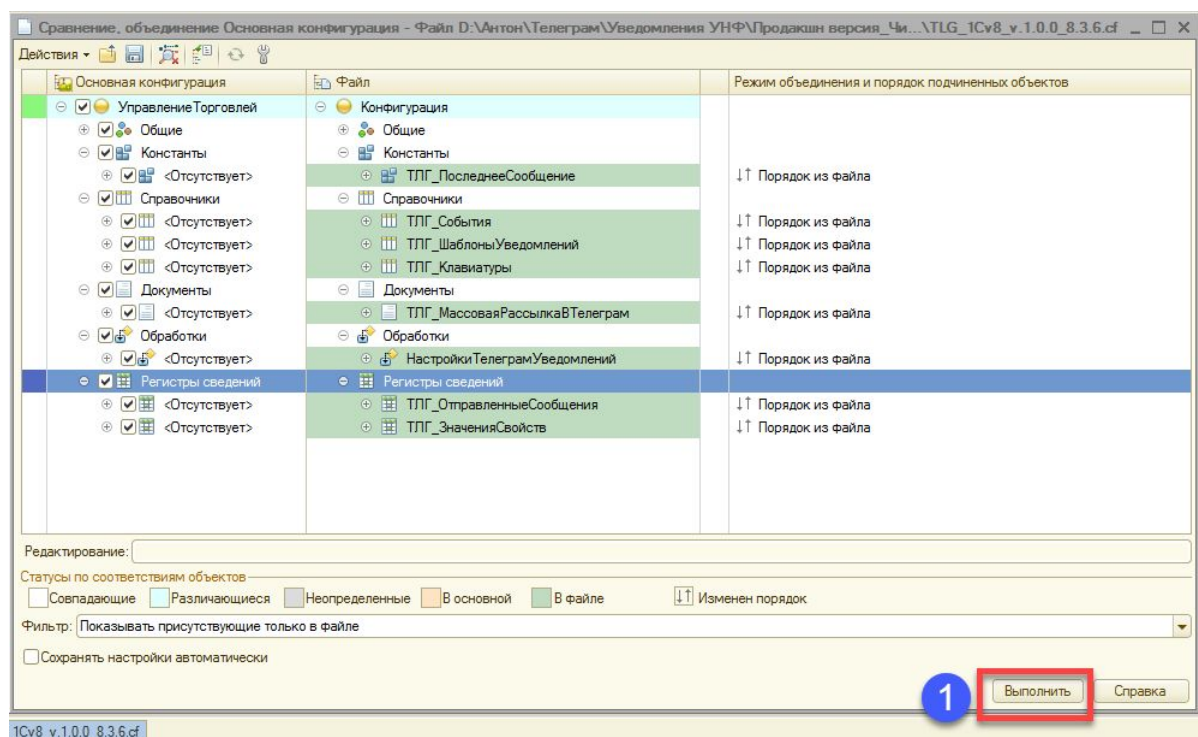 Сравнение, объединение Основная конфигурация - Файл D:\Антон\Телеграм\Уведомления УНФ\Продакшн версия_Чи...\TLG_1Cv8_v.1.0.0_8.3.6.cf
Действия
Основная конфигурация Файл Режим объединения и порядок подчиненных объектов
УправлениеТорговлей Конфигурация
Общие Общие
Константы Константы
<Отсутствует> ТЛГ_ПоследнееСообщение Порядок из файла
Справочники Справочники
<Отсутствует> ТЛГ_События Порядок из файла
<Отсутствует> ТЛГ_ШаблоныУведомлений Порядок из файла
<Отсутствует> ТЛГ_Клавиатуры Порядок из файла
Документы Документы
<Отсутствует> ТЛГ_МассоваяРассылкаВТелеграм Порядок из файла
Обработки Обработки
<Отсутствует> НастройкиТелеграмУведомлений Порядок из файла
Регистры сведений Регистры сведений
<Отсутствует> ТЛГ_ОтправленныеСообщения Порядок из файла
<Отсутствует> ТЛГ_ЗначенияСвойств Порядок из файла
Редактирование:
Статусы по соответствиям объектов
Совпадающие Различающиеся Неопределенные В основной В файле Изменен порядок
Фильтр: Показывать присутствующие только в файле
Сохранять настройки автоматически
1 Выполнить Справка
1Cv8_v.1.0.0_8.3.6.cf